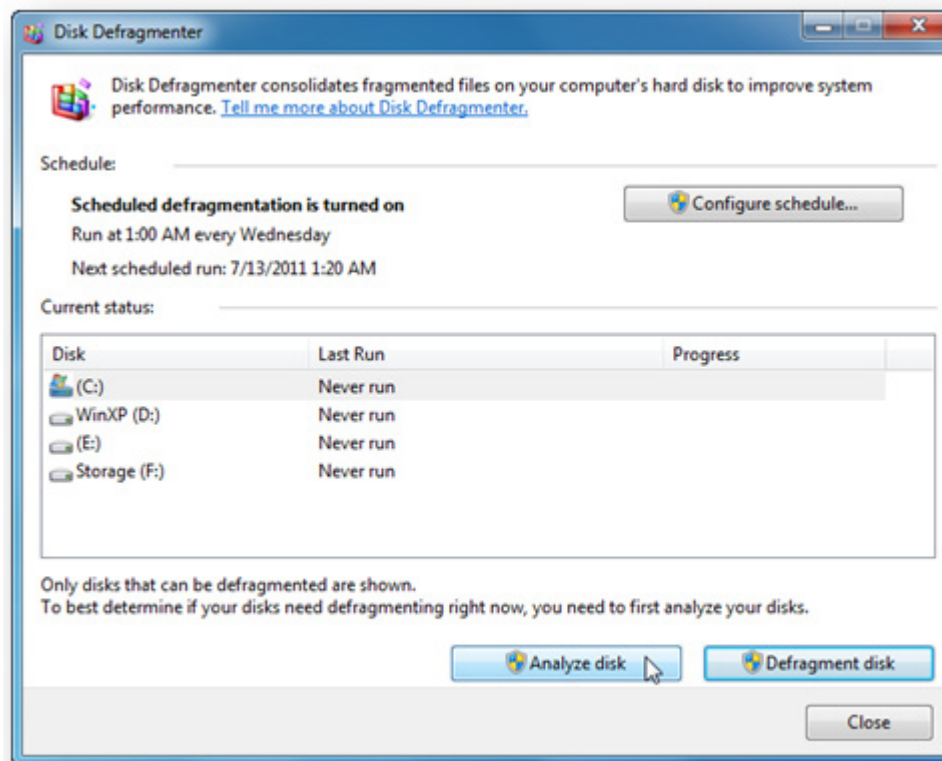 Disk Defragmenter
Disk Defragmenter consolidates fragmented files on your computer's hard disk to improve system
performance. Tell me more about Disk Defragmenter.
Schedule:
Scheduled defragmentation is turned on
Configure schedule...
Run at 1:00 AM every Wednesday
Next scheduled run: 7/13/2011 1:20 AM
Current status:
Disk Last Run Progress
(C:) Never run
WinXP (D:) Never run
(E:) Never run
Storage (F:) Never run
Only disks that can be defragmented are shown.
To best determine if your disks need defragmenting right now, you need to first analyze your disks.
Analyze disk Defragment disk
Close